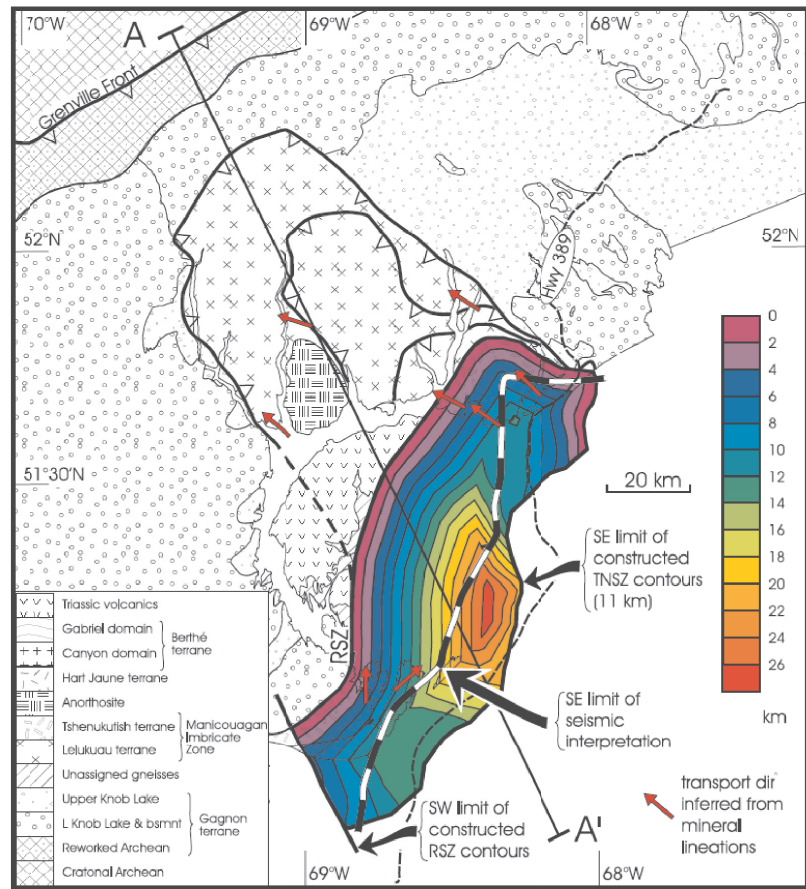 70°W
69°W
68°W
A
Grenville Front
52°N
52°N
HWY 389
0
2
4
6
8
10
12
14
16
18
20
22
24
26
km
51°30'N
20 km
SE limit of
constructed
TNSZ contours
(11 km)
RSZ
SE limit of
seismic
interpretation
transport dir
inferred from
mineral
lineations
A'
SW limit of
constructed
RSZ contours
69°W
68°W
Triassic volcanics
Gabriel domain
Canyon domain
Berthé
terrane
Hart Jaune terrane
Anorthosite
Tshenukutish terrane
Lelukuau terrane
Manicouagan
Imbricate
Zone
Unassigned gneisses
Upper Knob Lake
L Knob Lake & bsmnt
Reworked Archean
Gagnon
terrane
Cratonal Archean